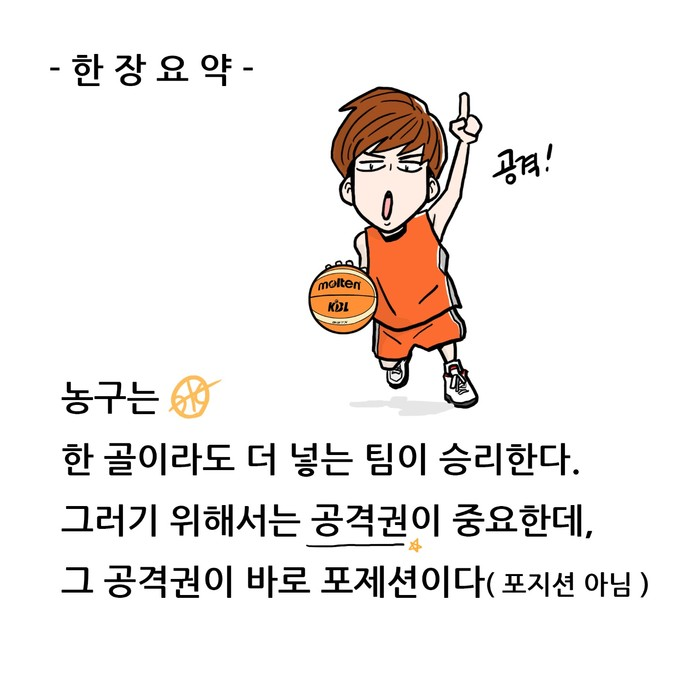 - 한 장 요 약 -
공격!
molten
KBL
농구는
한 골이라도 더 넣는 팀이 승리한다.
그러기 위해서는 공격권이 중요한데,
그 공격권이 바로 포제션이다( 포지션 아님 )